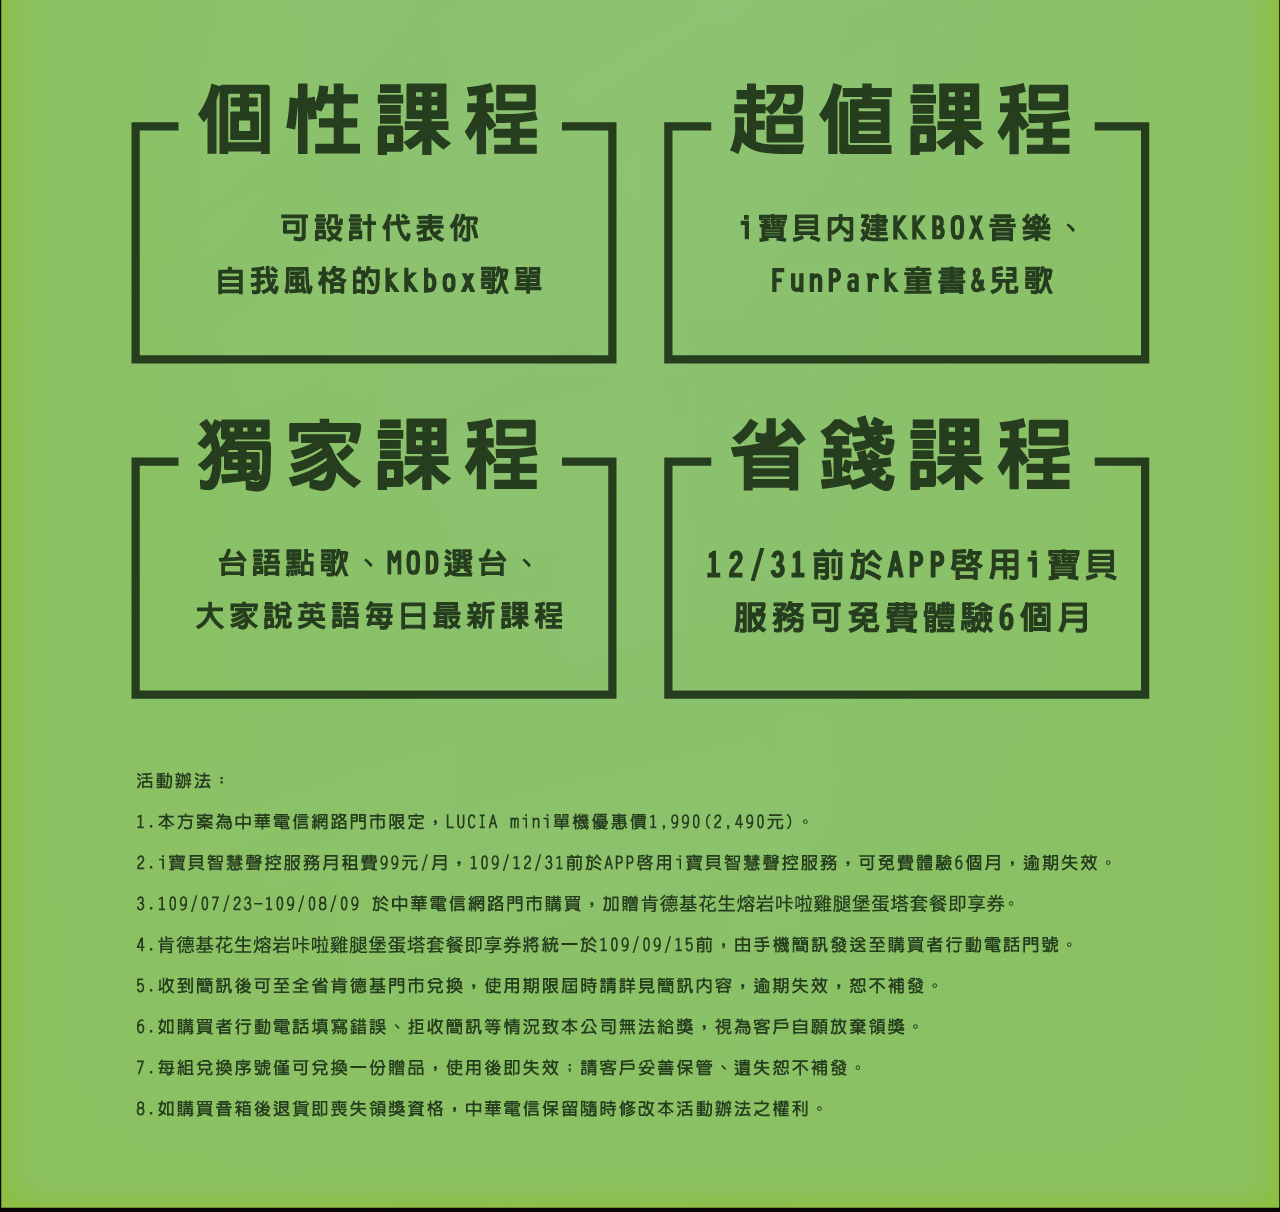 個性課程
可設計代表你
自我風格的kkbox歌單
超值課程
i寶貝內建KKBOX音樂、
FunPark童書&兒歌
獨家課程
台語點歌、MOD選台、
大家說英語每日最新課程
省錢課程
12/31前於APP啓用i寶貝
服務可免費體驗6個月
活動辦法：
1.本方案為中華電信網路門市限定，LUCIA mini單機優惠價1,990(2,490元)。
2.i寶貝智慧聲控服務月租費99元/月，109/12/31前於APP啓用i寶貝智慧聲控服務，可免費體驗6個月，逾期失效。
3.109/07/23-109/08/09 於中華電信網路門市購買，加贈肯德基花生熔岩咔啦雞腿堡蛋塔套餐即享券。
4.肯德基花生熔岩咔啦雞腿堡蛋塔套餐即享券將統一於109/09/15前，由手機簡訊發送至購買者行動電話門號。
5.收到簡訊後可至全省肯德基門市兌換，使用期限屆時請詳見簡訊內容，逾期失效，恕不補發。
6.如購買者行動電話填寫錯誤、拒收簡訊等情況致本公司無法給獎，視為客戶自願放棄領獎。
7.每組兌換序號僅可兌換一份贈品，使用後即失效；請客戶妥善保管、遺失恕不補發。
8.如購買音箱後退貨即喪失領獎資格，中華電信保留隨時修改本活動辦法之權利。